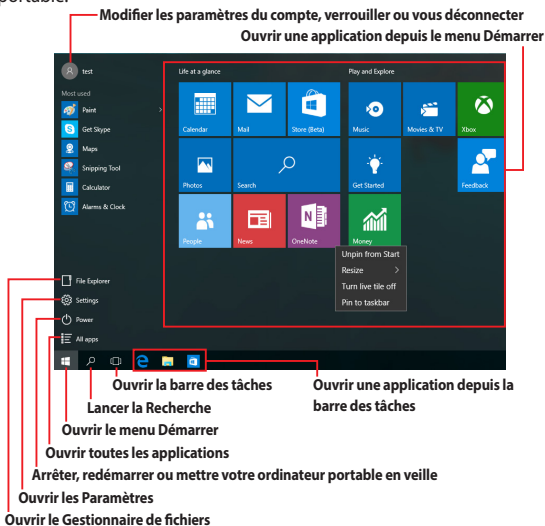 portable.
Modifier les paramètres du compte, verrouiller ou vous déconnecter
Ouvrir une application depuis le menu Démarrer
test
Life at a glance
Play and Explore
Most used
Paint
Get Skype
Maps
Snipping Tool
Calculator
Alarms & Clock
Calendar
Mail
Store (Beta)
Music
Movies & TV
Xbox
Photos
Search
Get Started
Feedback
People
News
OneNote
Money
Unpin from Start
Resize
Turn live tile off
Pin to taskbar
File Explorer
Settings
Power
All apps
Ouvrir la barre des tâches
Ouvrir une application depuis la
barre des tâches
Lancer la Recherche
Ouvrir le menu Démarrer
Ouvrir toutes les applications
Arrêter, redémarrer ou mettre votre ordinateur portable en veille
Ouvrir les Paramètres
Ouvrir le Gestionnaire de fichiers